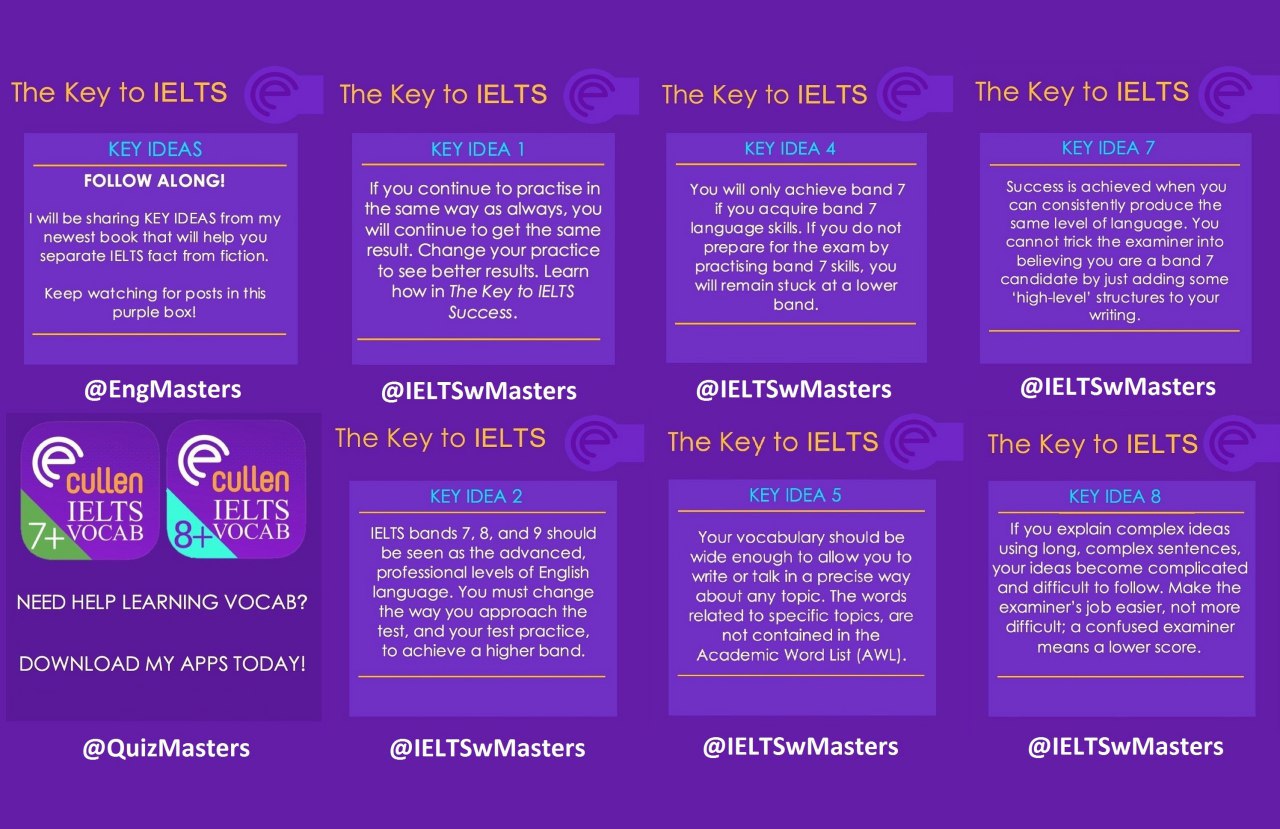 The Key to IELTS
KEY IDEAS
FOLLOW ALONG!
I will be sharing KEY IDEAS from my
newest book that will help you
separate IELTS fact from fiction.
Keep watching for posts in this
purple box!
@EngMasters
The Key to IELTS
KEY IDEA 1
If you continue to practise in
the same way as always, you
will continue to get the same
result. Change your practice
to see better results. Learn
how in The Key to IELTS
Success.
@IELTSwMasters
The Key to IELTS
KEY IDEA 4
You will only achieve band 7
if you acquire band 7
language skills. If you do not
prepare for the exam by
practising band 7 skills, you
will remain stuck at a lower
band.
@IELTSwMasters
The Key to IELTS
KEY IDEA 7
Success is achieved when you
can consistently produce the
same level of language. You
cannot trick the examiner into
believing you are a band 7
candidate by just adding some
‘high-level’ structures to your
writing.
@IELTSwMasters
e
cullen
IELTS
7+ VOCAB
e
cullen
IELTS
8+ VOCAB
NEED HELP LEARNING VOCAB?
DOWNLOAD MY APPS TODAY!
@QuizMasters
The Key to IELTS
KEY IDEA 2
IELTS bands 7, 8, and 9 should
be seen as the advanced,
professional levels of English
language. You must change
the way you approach the
test, and your test practice,
to achieve a higher band.
@IELTSwMasters
The Key to IELTS
KEY IDEA 5
Your vocabulary should be
wide enough to allow you to
write or talk in a precise way
about any topic. The words
related to specific topics, are
not contained in the
Academic Word List (AWL).
@IELTSwMasters
The Key to IELTS
KEY IDEA 8
If you explain complex ideas
using long, complex sentences,
your ideas become complicated
and difficult to follow. Make the
examiner’s job easier, not more
difficult; a confused examiner
means a lower score.
@IELTSwMasters